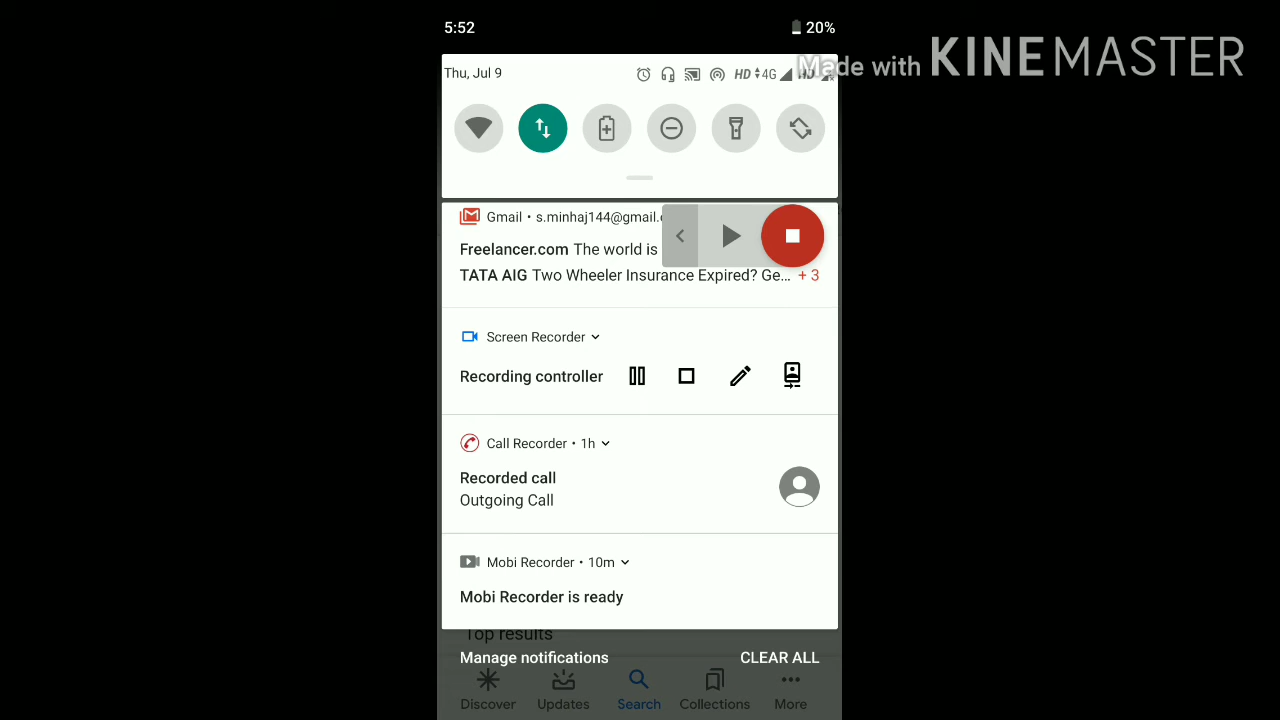 5:52
20%
Made with KINEMASTER
Thu, Jul 9
HD 4G HD
Gmail • s.minhaj144@gmail.
Freelancer.com The world is
TATA AIG Two Wheeler Insurance Expired? Ge... + 3
Screen Recorder
Recording controller
Call Recorder • 1h
Recorded call
Outgoing Call
Mobi Recorder • 10m
Mobi Recorder is ready
Top results
Manage notifications
CLEAR ALL
Discover Updates Search Collections More